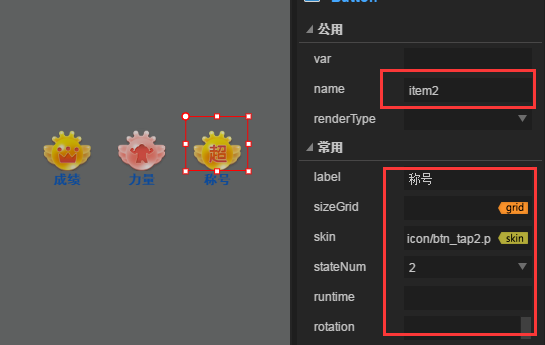 Button
公用
var
name item2
renderType
常用
label 称号
sizeGrid grid
skin icon/btn_tap2.p skin
stateNum 2
runtime
rotation
超
成绩 力量 称号